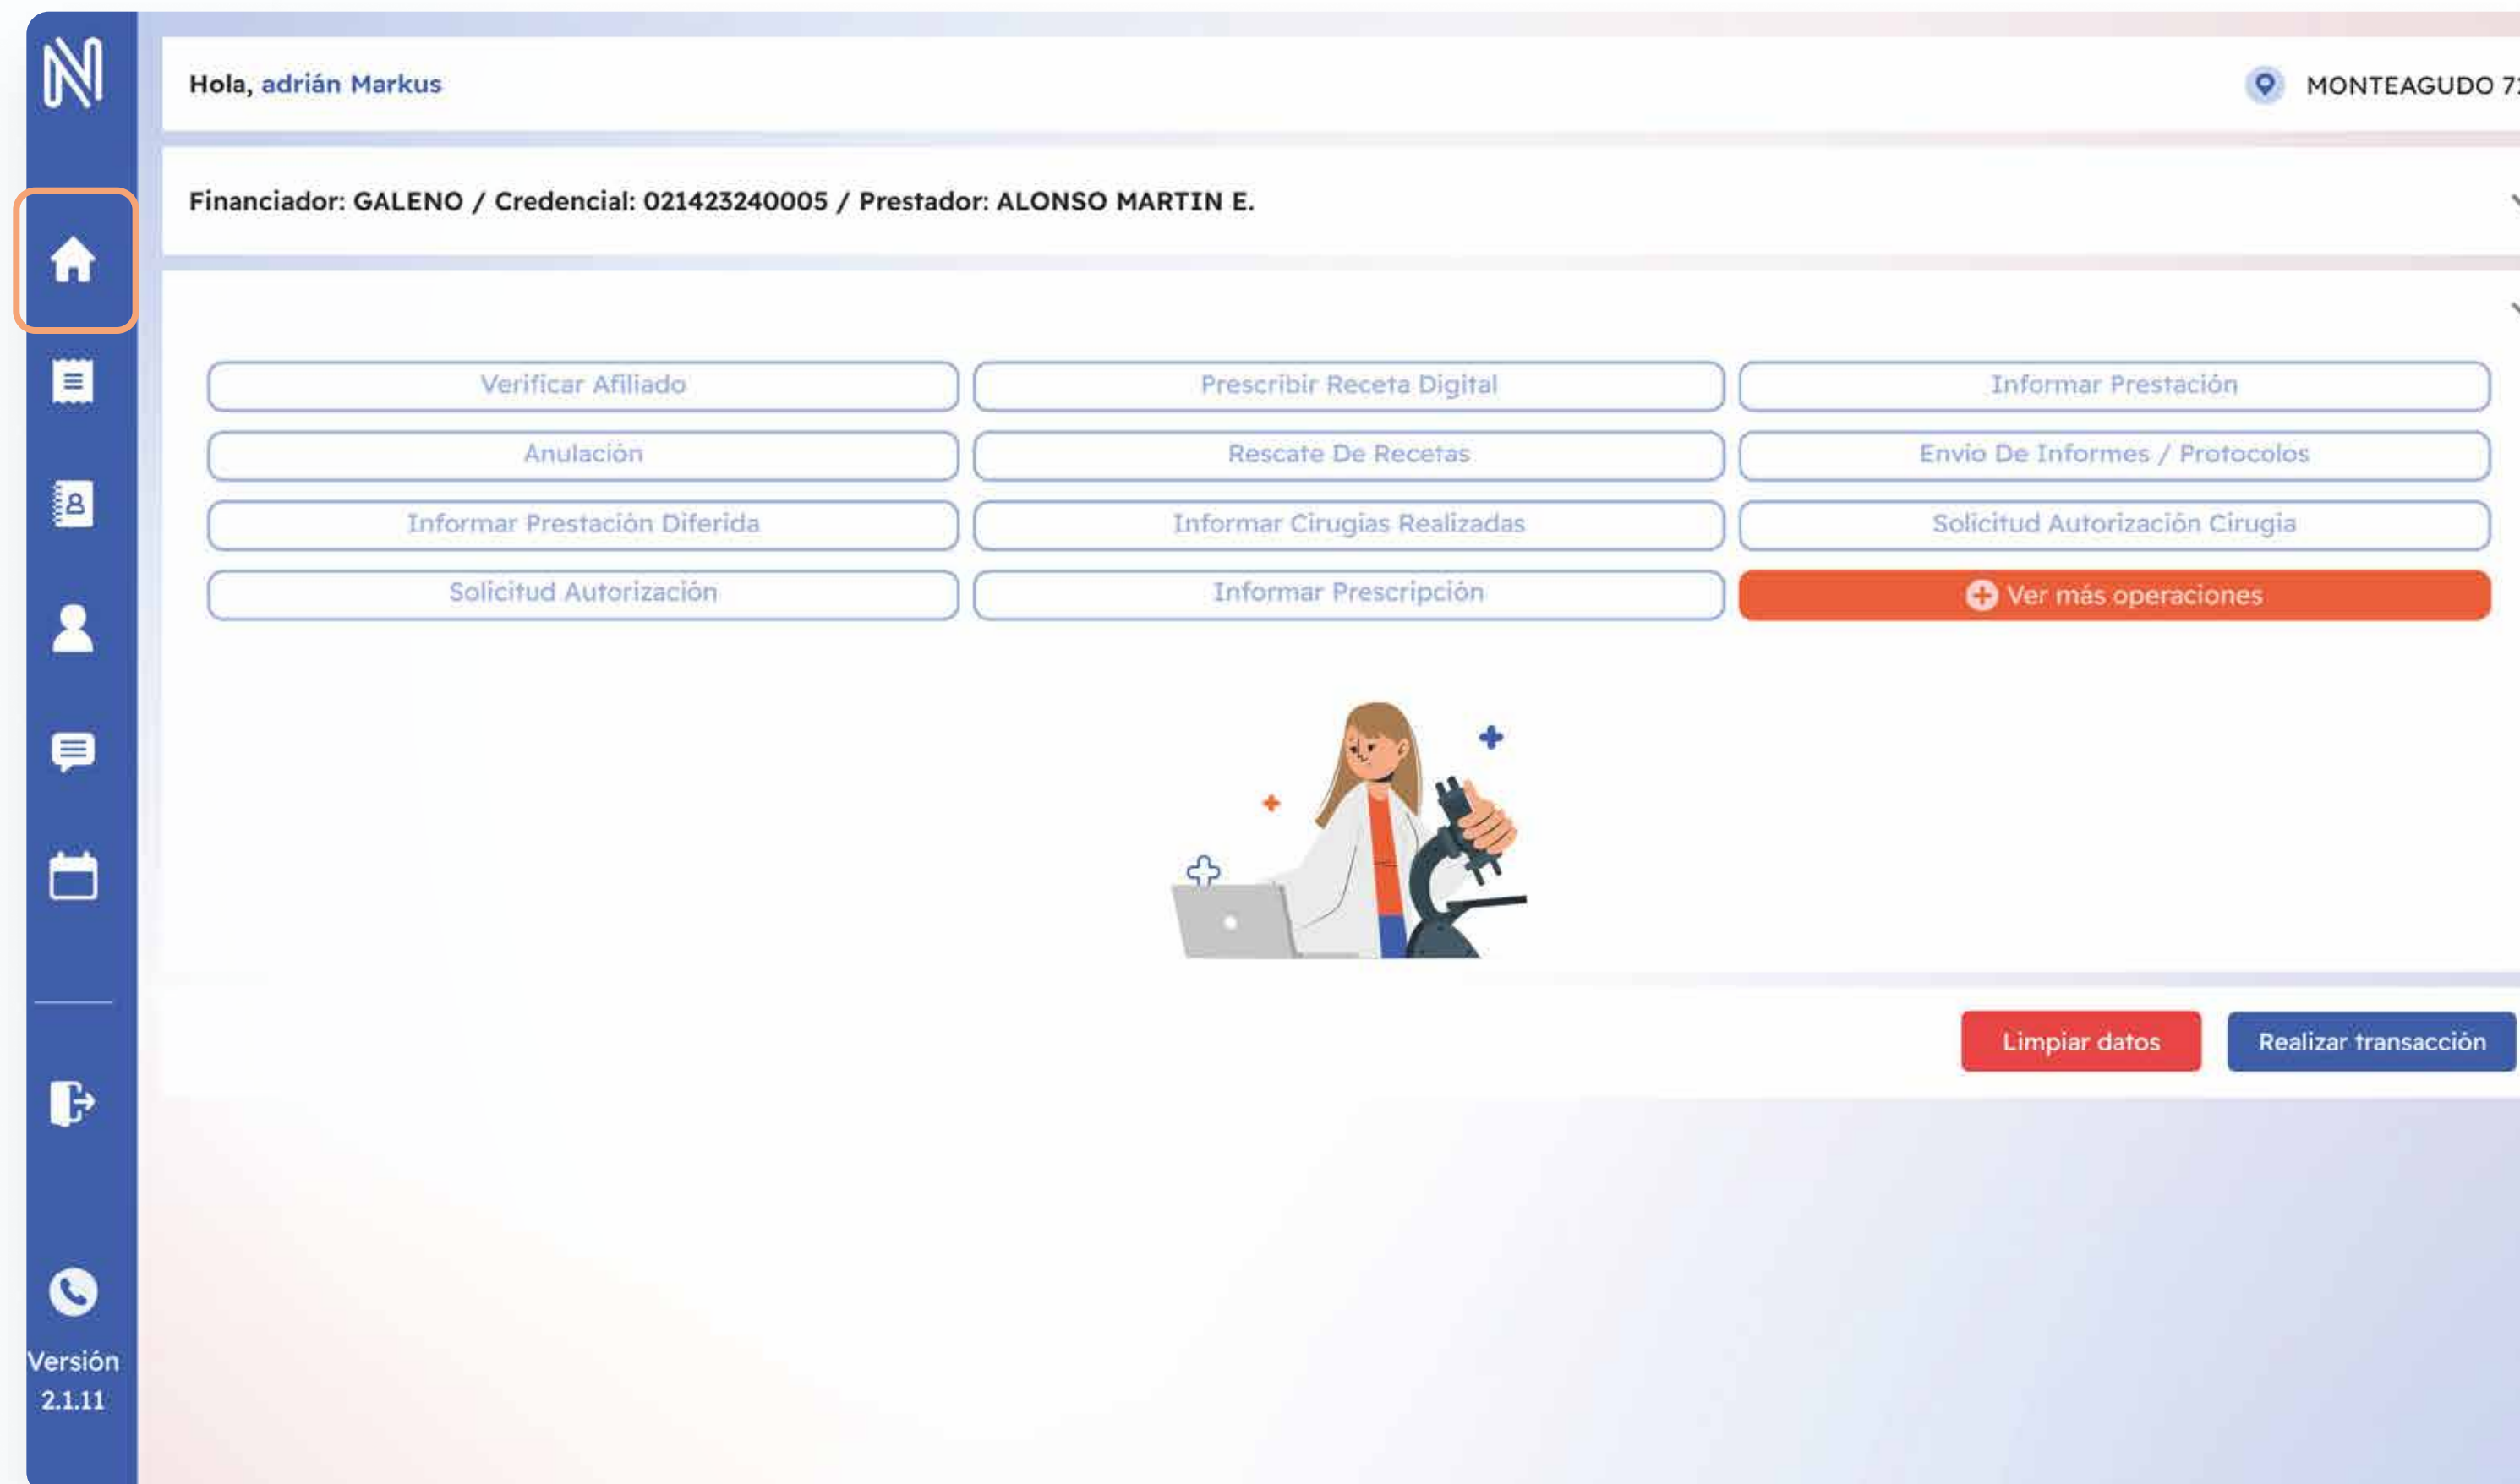 Hola, adrián Markus
MONTEAGUDO
Financiador: GALENO / Credencial: 021423240005 / Prestador: ALONSO MARTIN E.
Verificar Afiliado
Prescribir Receta Digital
Informar Prestación
Anulación
Rescate De Recetas
Envio De Informes / Protocolos
Informar Prestación Diferida
Informar Cirugias Realizadas
Solicitud Autorización Cirugia
Solicitud Autorización
Informar Prescripción
Ver más operaciones
Limpiar datos
Realizar transacción
Versión
2.1.11